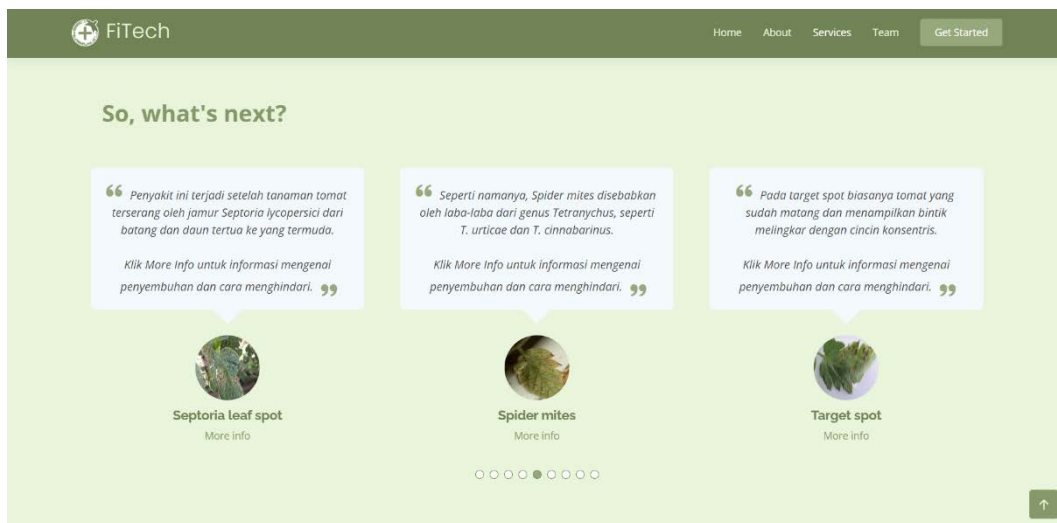 FiTech
Home About Services Team Get Started
So, what's next?
❝ Penyakit ini terjadi setelah tanaman tomat
terserang oleh jamur Septoria lycopersici dari
batang dan daun tertua ke yang termuda.
Klik More Info untuk informasi mengenai
penyembuhan dan cara menghindari. ❞
Septoria leaf spot
More info
❝ Seperti namanya, Spider mites disebabkan
oleh laba-laba dari genus Tetranychus, seperti
T. urticae dan T. cinnabarinus.
Klik More Info untuk informasi mengenai
penyembuhan dan cara menghindari. ❞
Spider mites
More info
❝ Pada target spot biasanya tomat yang
sudah matang dan menampilkan bintik
melingkar dengan cincin konsentris.
Klik More Info untuk informasi mengenai
penyembuhan dan cara menghindari. ❞
Target spot
More info